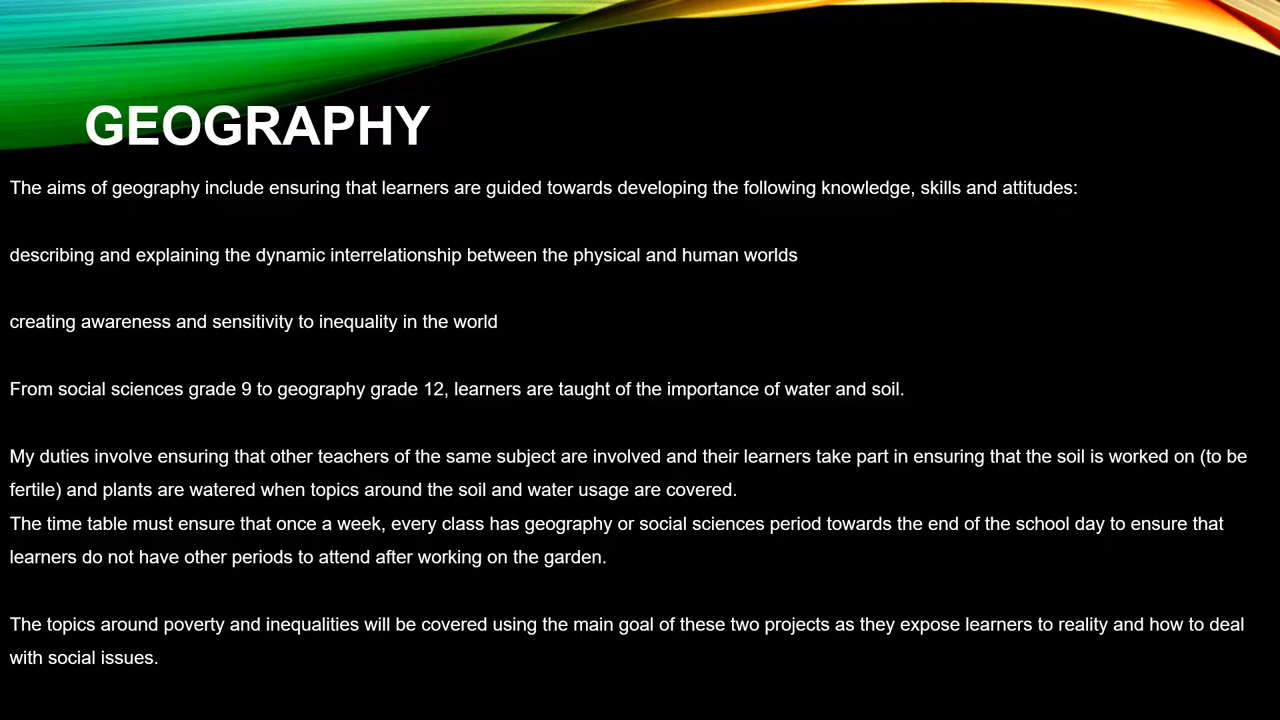 GEOGRAPHY
The aims of geography include ensuring that learners are guided towards developing the following knowledge, skills and attitudes:
describing and explaining the dynamic interrelationship between the physical and human worlds
creating awareness and sensitivity to inequality in the world
From social sciences grade 9 to geography grade 12, learners are taught of the importance of water and soil.
My duties involve ensuring that other teachers of the same subject are involved and their learners take part in ensuring that the soil is worked on (to be
fertile) and plants are watered when topics around the soil and water usage are covered.
The time table must ensure that once a week, every class has geography or social sciences period towards the end of the school day to ensure that
learners do not have other periods to attend after working on the garden.
The topics around poverty and inequalities will be covered using the main goal of these two projects as they expose learners to reality and how to deal
with social issues.